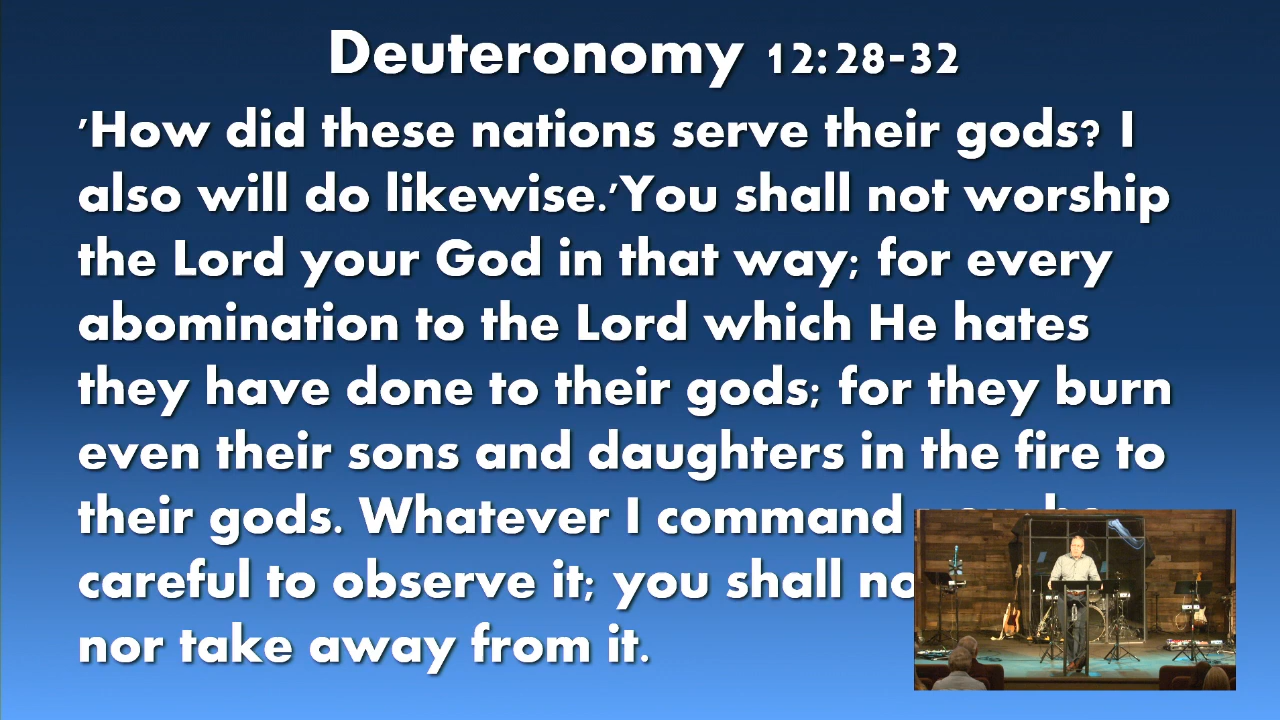 Deuteronomy 12:28-32
'How did these nations serve their gods? I
also will do likewise.'You shall not worship
the Lord your God in that way; for every
abomination to the Lord which He hates
they have done to their gods; for they burn
even their sons and daughters in the fire to
their gods. Whatever I command
careful to observe it; you shall
nor take away from it.